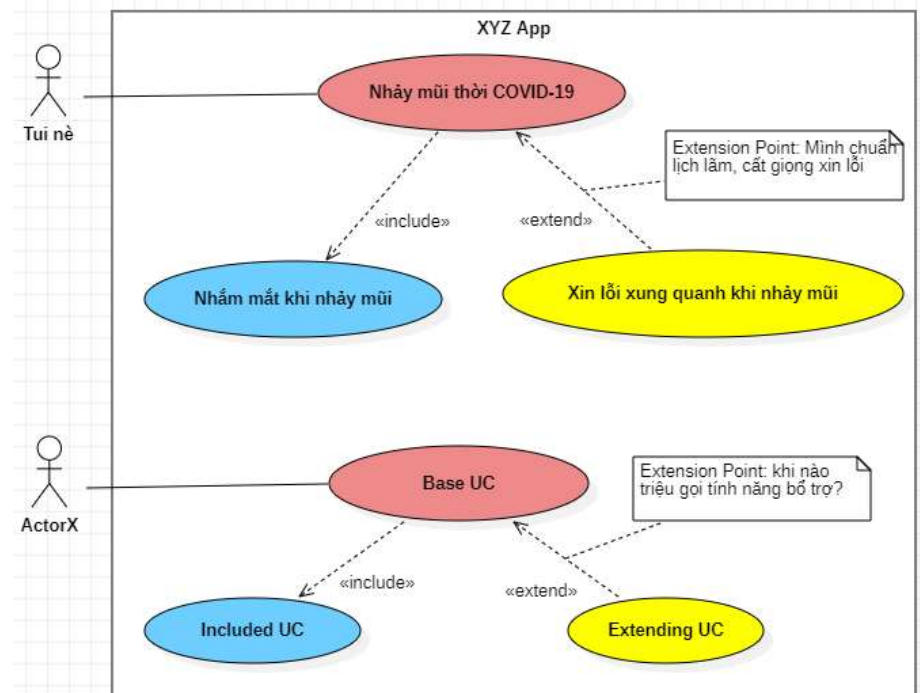 XYZ App
Nhảy mũi thời COVID-19
Tui nè
Extension Point: Mình chuẩn
lịch lãm, cất giọng xin lỗi
«include»
«extend»
Nhắm mắt khi nhảy mũi
Xin lỗi xung quanh khi nhảy mũi
Base UC
Extension Point: khi nào
triệu gọi tính năng bổ trợ?
ActorX
«include»
«extend»
Included UC
Extending UC